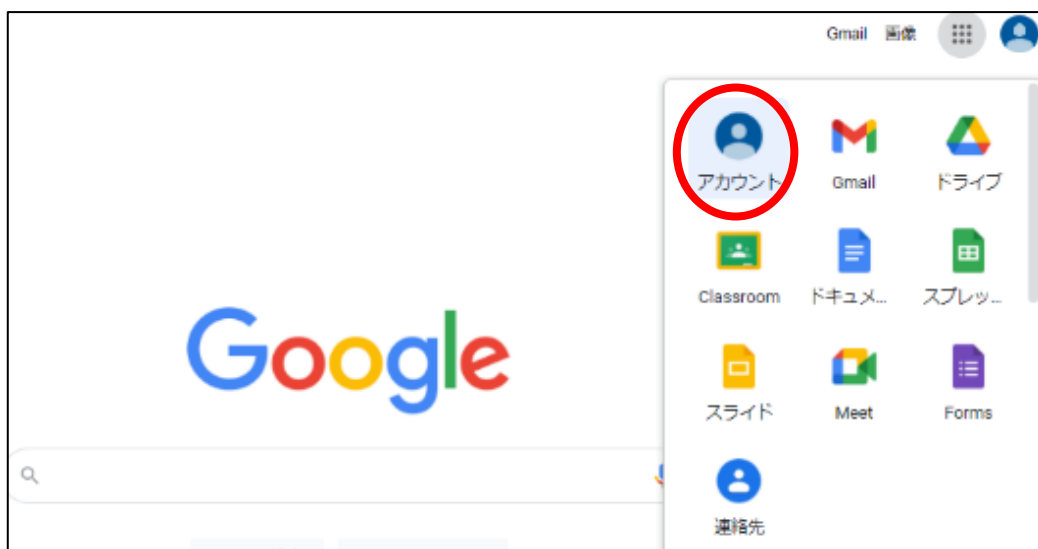 Gmail 画像
アカウント Gmail ドライブ
Classroom ドキュメ... スプレッ...
Google
スライド Meet Forms
連絡先